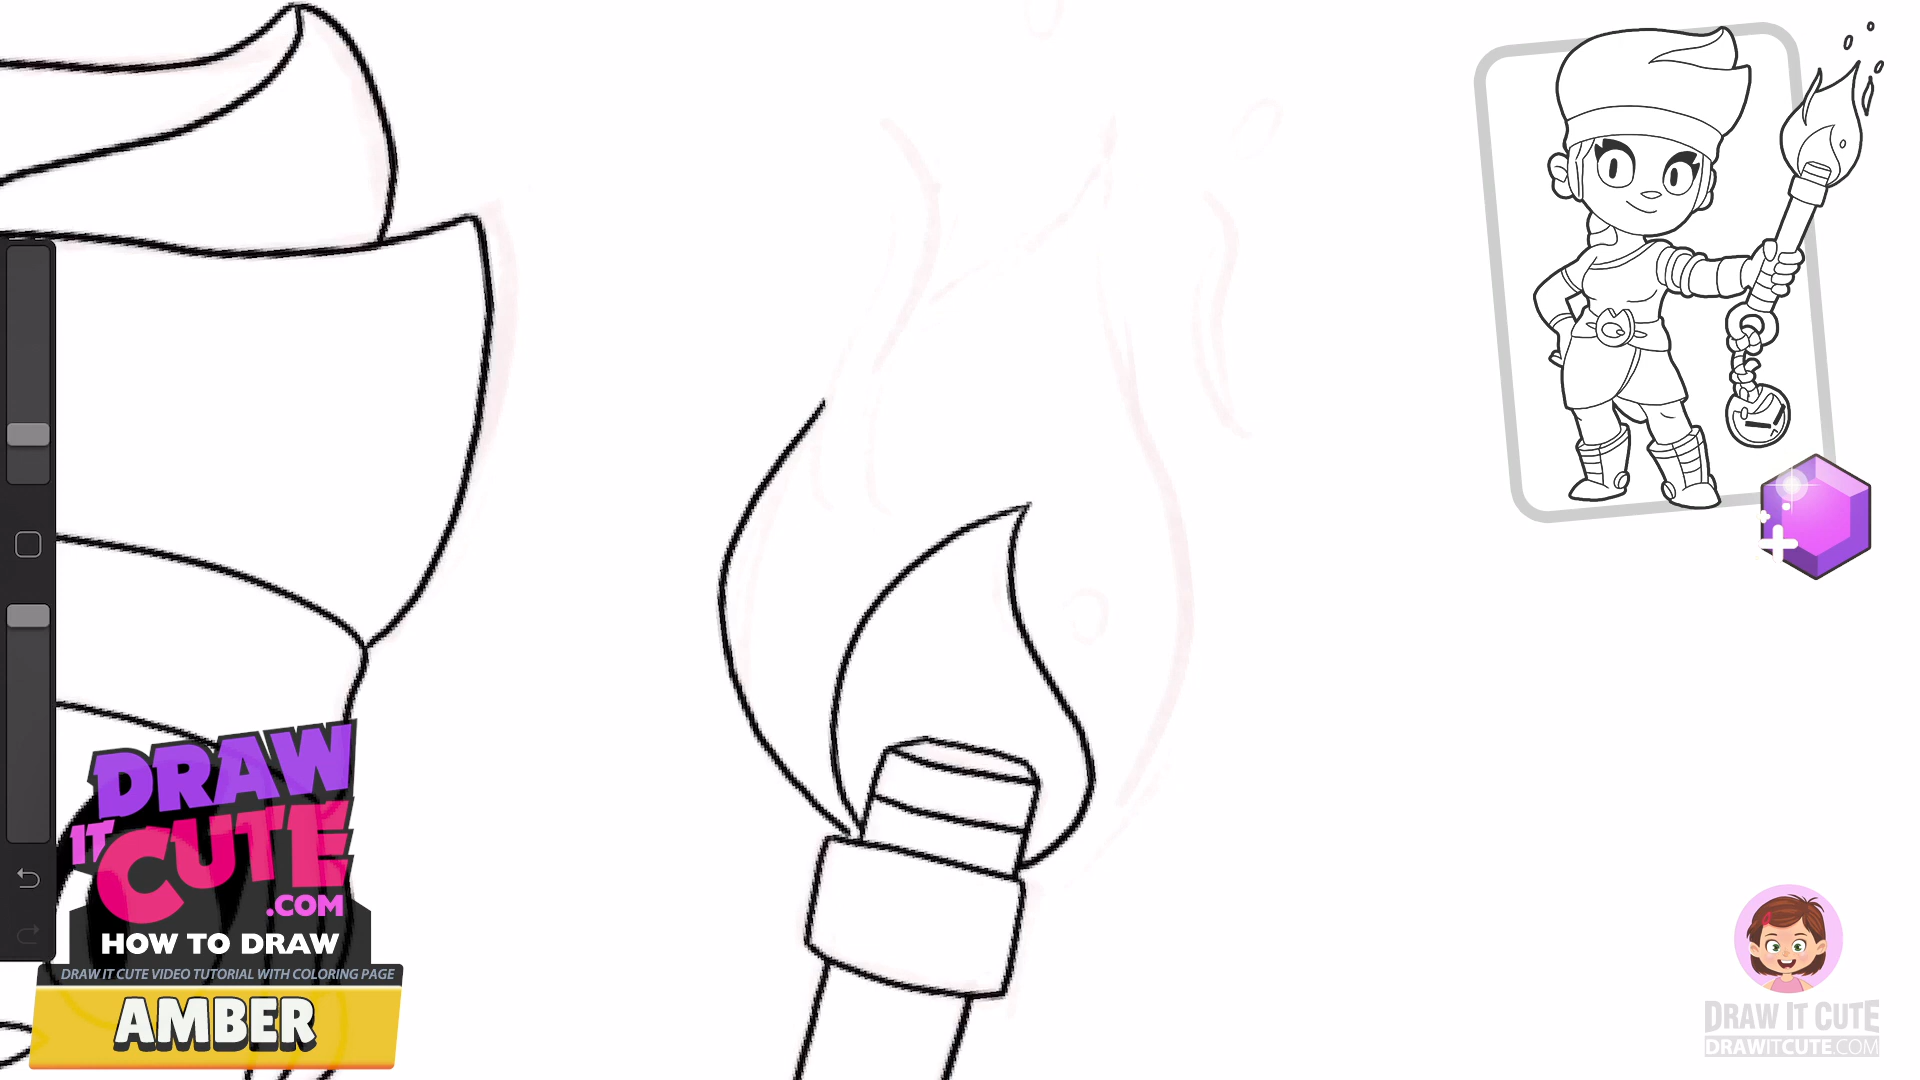 DRAW
IT CUTE
.COM
HOW TO DRAW
DRAW IT CUTE VIDEO TUTORIAL WITH COLORING PAGE
AMBER
DRAW IT CUTE
DRAWITCUTE.COM